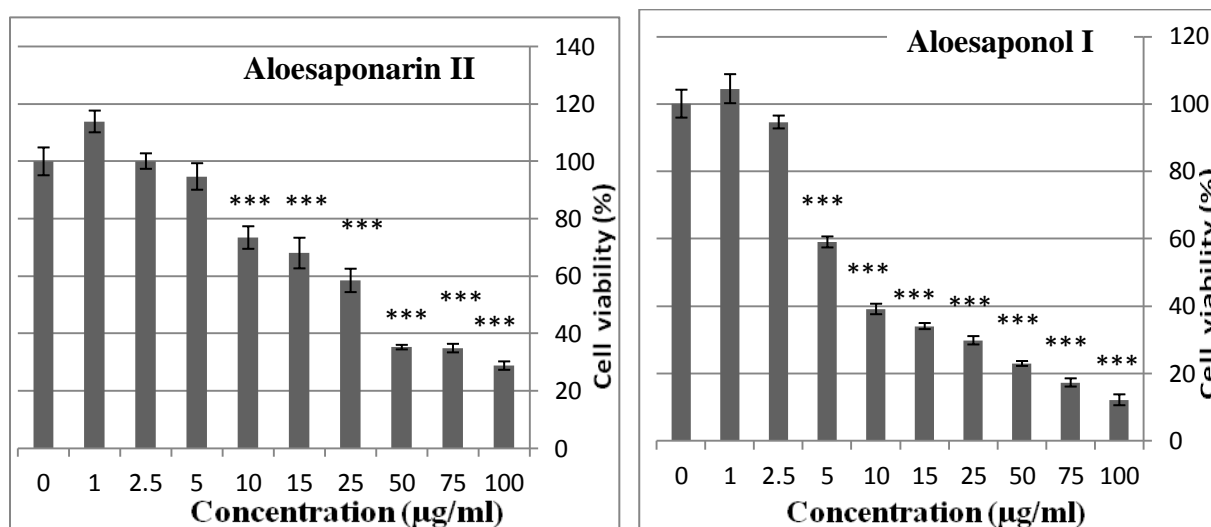 Aloesaponarin II
140
120
100
80
60
40
20
0
Cell viability (%)
*** *** ***
*** *** ***
0 1 2.5 5 10 15 25 50 75 100
Concentration (µg/ml)
Aloesaponol I
120
100
80
60
40
20
0
Cell viability (%)
***
*** *** *** *** *** ***
0 1 2.5 5 10 15 25 50 75 100
Concentration (µg/ml)